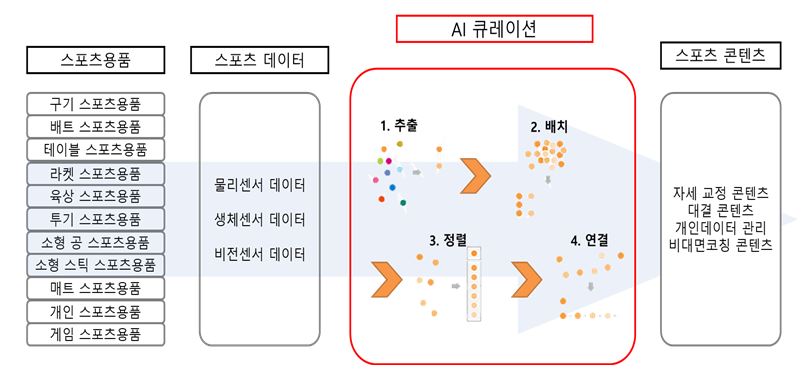 AI 큐레이션
스포츠용품
스포츠 데이터
스포츠 콘텐츠
구기 스포츠용품
배트 스포츠용품
테이블 스포츠용품
라켓 스포츠용품
육상 스포츠용품
투기 스포츠용품
소형 공 스포츠용품
소형 스틱 스포츠용품
매트 스포츠용품
개인 스포츠용품
게임 스포츠용품
물리센서 데이터
생체센서 데이터
비전센서 데이터
1. 추출
2. 배치
3. 정렬
4. 연결
자세 교정 콘텐츠
대결 콘텐츠
개인데이터 관리
비대면코칭 콘텐츠